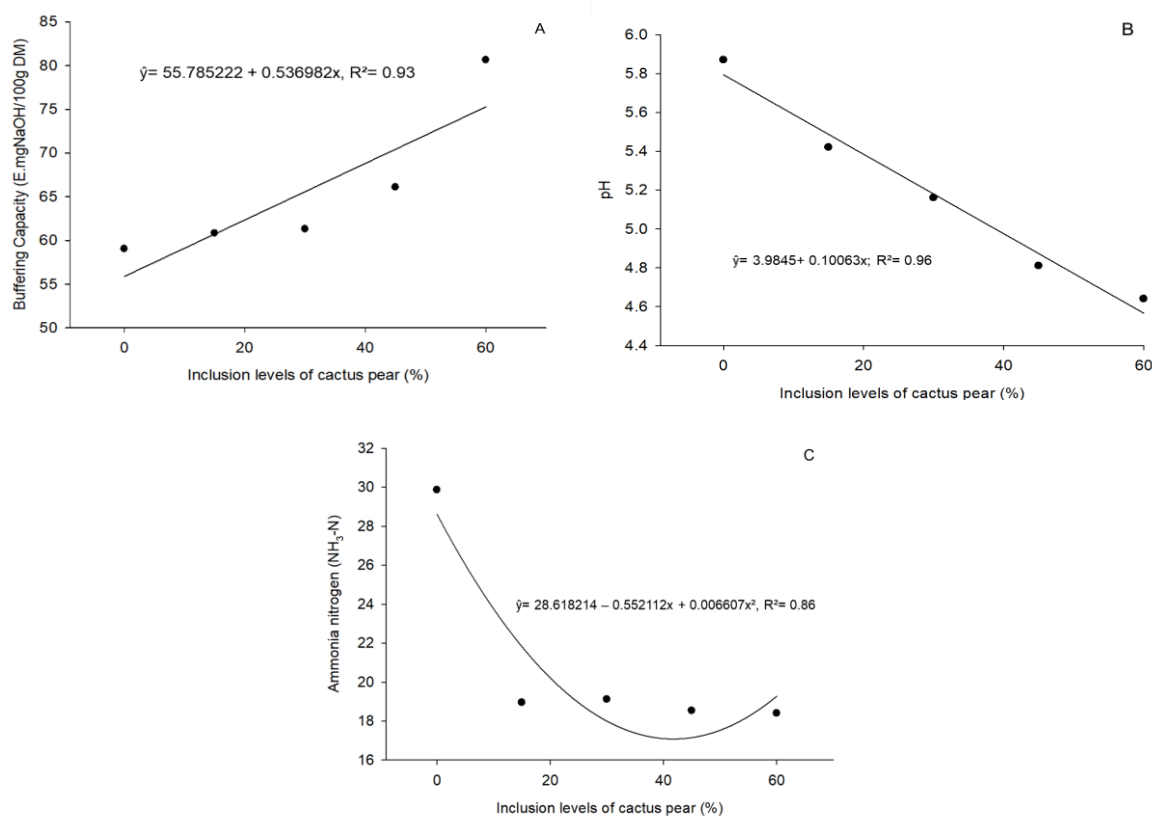 A
ŷ= 55.785222 + 0.536982x, R²= 0.93
Buffering Capacity (E.mgNaOH/100g DM)
85
80
75
70
65
60
55
50
0 20 40 60
Inclusion levels of cactus pear (%)
B
ŷ= 3.9845+ 0.10063x; R²= 0.96
pH
6.0
5.8
5.6
5.4
5.2
5.0
4.8
4.6
4.4
0 20 40 60
Inclusion levels of cactus pear (%)
C
ŷ= 28.618214 – 0.552112x + 0.006607x², R²= 0.86
Ammonia nitrogen (NH₃-N)
32
30
28
26
24
22
20
18
16
0 20 40 60
Inclusion levels of cactus pear (%)